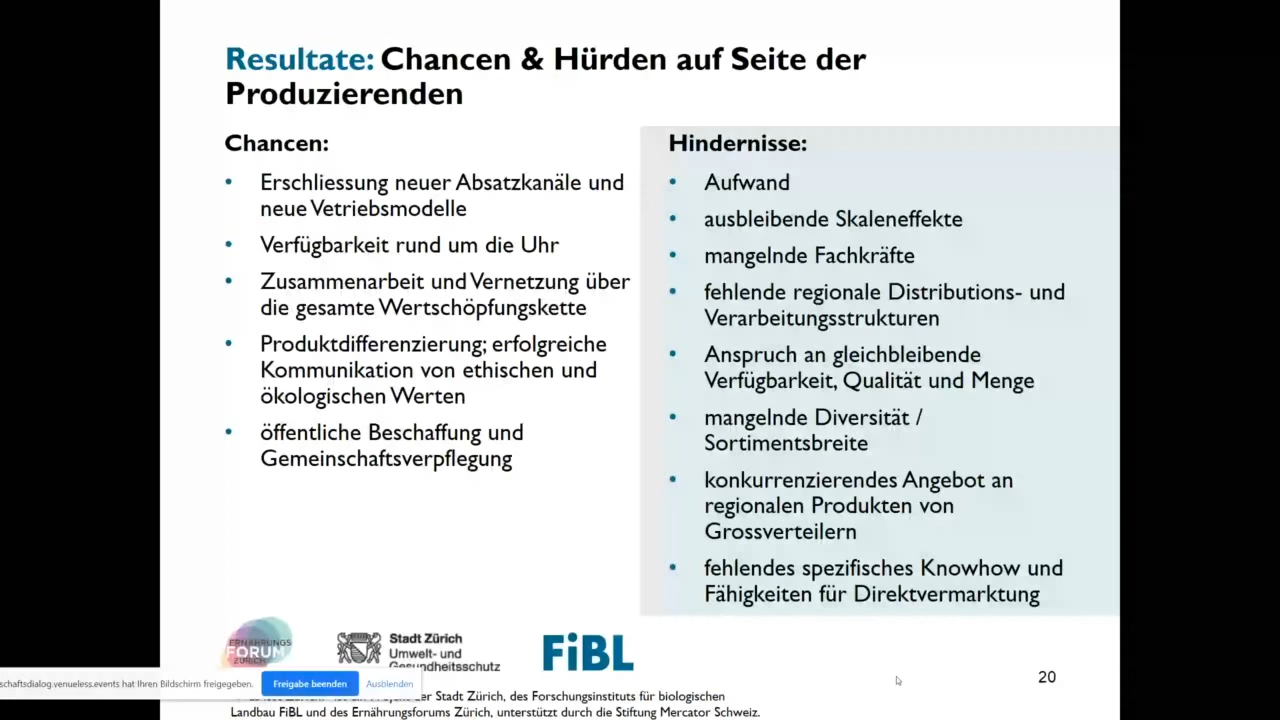 Resultate: Chancen & Hürden auf Seite der
Produzierenden
Chancen:
• Erschliessung neuer Absatzkanäle und
neue Vetriebsmodelle
• Verfügbarkeit rund um die Uhr
• Zusammenarbeit und Vernetzung über
die gesamte Wertschöpfungskette
• Produktdifferenzierung; erfolgreiche
Kommunikation von ethischen und
ökologischen Werten
• öffentliche Beschaffung und
Gemeinschaftsverpflegung
Hindernisse:
• Aufwand
• ausbleibende Skaleneffekte
• mangelnde Fachkräfte
• fehlende regionale Distributions- und
Verarbeitungsstrukturen
• Anspruch an gleichbleibende
Verfügbarkeit, Qualität und Menge
• mangelnde Diversität /
Sortimentsbreite
• konkurrenzierendes Angebot an
regionalen Produkten von
Grossverteilern
• fehlendes spezifisches Knowhow und
Fähigkeiten für Direktvermarktung
ERNÄHRUNGS
FORUM
ZÜRICH
Stadt Zürich
Umwelt- und
Gesundheitsschutz
FiBL
20
schaftsdialog.venueless.events hat Ihren Bildschirm freigegeben.
Freigabe beenden
Ausblenden
der Stadt Zürich, des Forschungsinstituts für biologischen
Landbau FiBL und des Ernährungsforums Zürich, unterstützt durch die Stiftung Mercator Schweiz.